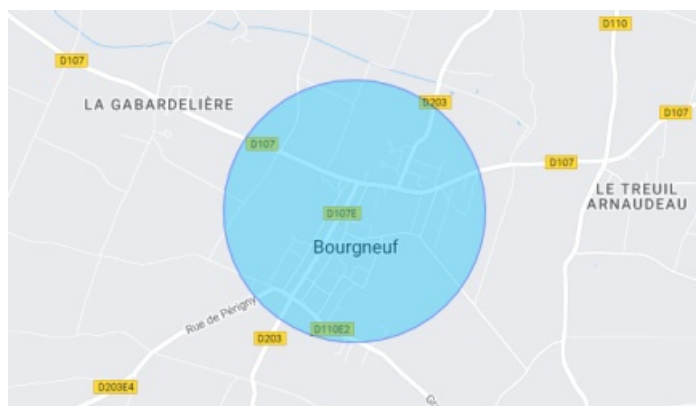 D110
D107
LA GABARDELIÈRE
D203
D107
D107
D107
LE TREUIL
ARNAUDEAU
D107E
Bourgneuf
Rue de Périgny
D203
D110E2
D203E4